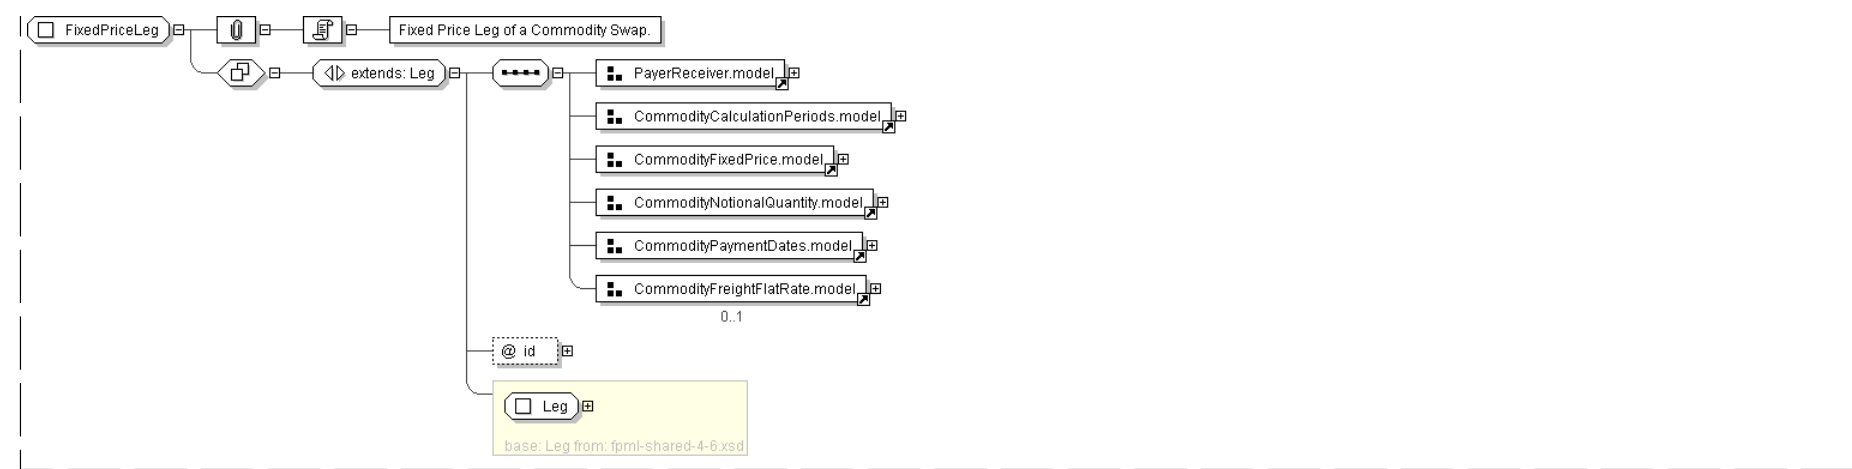 FixedPriceLeg
Fixed Price Leg of a Commodity Swap.
extends: Leg
PayerReceiver.model
CommodityCalculationPeriods.model
CommodityFixedPrice.model
CommodityNotionalQuantity.model
CommodityPaymentDates.model
CommodityFreightFlatRate.model
0..1
@ id
Leg
base: Leg from: fpml-shared-4-6.xsd